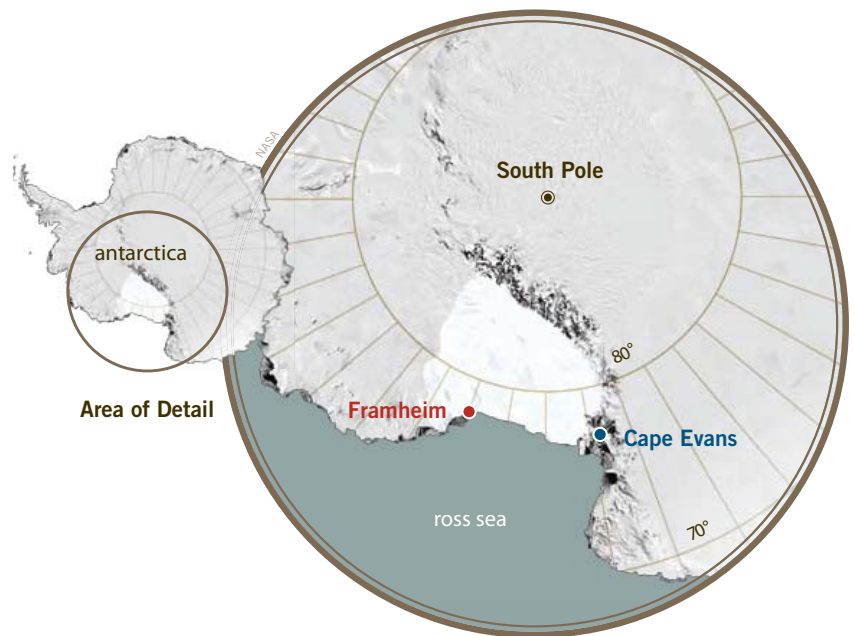 NASA
South Pole
antarctica
80°
Area of Detail
Framheim
Cape Evans
ross sea
70°